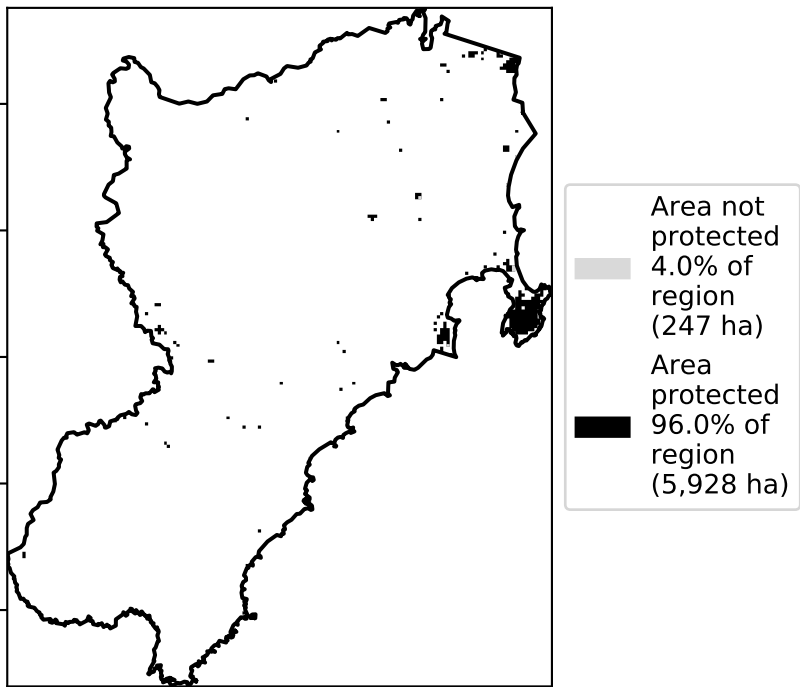 Area not
protected
4.0% of
region
(247 ha)
Area
protected
96.0% of
region
(5,928 ha)